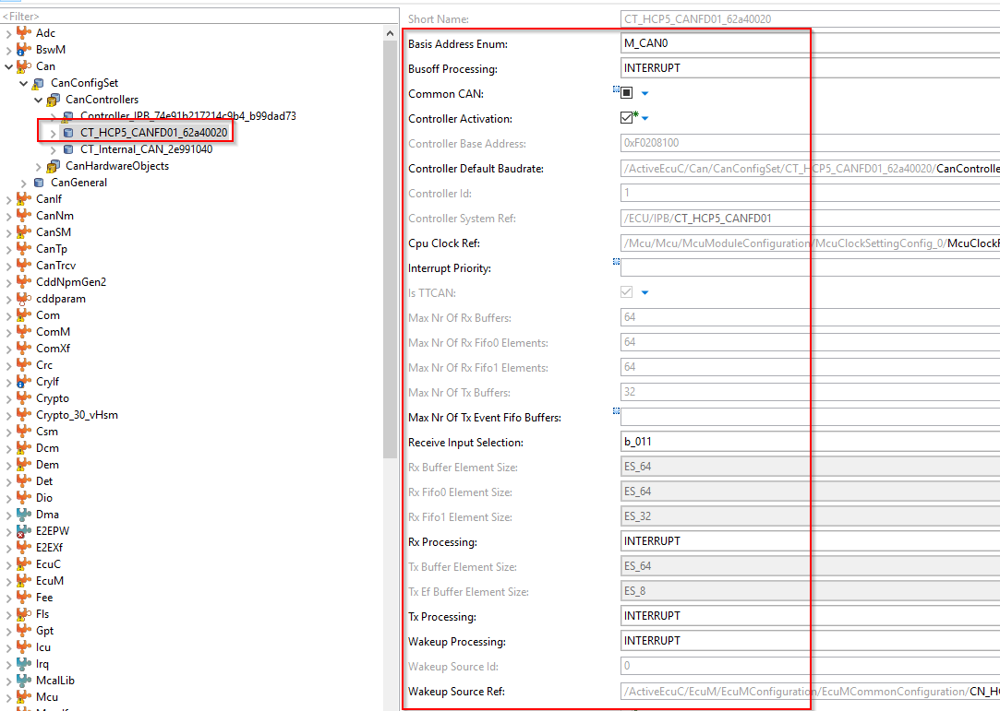 <Filter>
Adc
BswM
Can
CanConfigSet
CanControllers
Controller_IPB_74e91b217214c9b4_b99dad73
CT_HCP5_CANFD01_62a40020
CT_Internal_CAN_2e991040
CanHardwareObjects
CanGeneral
CanIf
CanNm
CanSM
CanTp
CanTrcv
CddNpmGen2
cddparam
Com
ComM
ComXf
Crc
CryIf
Crypto
Crypto_30_vHsm
Csm
Dcm
Dem
Det
Dio
Dma
E2EPW
E2EXf
EcuC
EcuM
Fee
Fls
Gpt
Icu
Irq
McalLib
Mcu
Short Name: CT_HCP5_CANFD01_62a40020
Basis Address Enum: M_CAN0
Busoff Processing: INTERRUPT
Common CAN:
Controller Activation:
Controller Base Address: 0xF0208100
Controller Default Baudrate: /ActiveEcuC/Can/CanConfigSet/CT_HCP5_CANFD01_62a40020/CanControlle
Controller Id: 1
Controller System Ref: /ECU/IPB/CT_HCP5_CANFD01
Cpu Clock Ref: /Mcu/Mcu/McuModuleConfiguration/McuClockSettingConfig_0/McuClockF
Interrupt Priority:
Is TTCAN:
Max Nr Of Rx Buffers: 64
Max Nr Of Rx Fifo0 Elements: 64
Max Nr Of Rx Fifo1 Elements: 64
Max Nr Of Tx Buffers: 32
Max Nr Of Tx Event Fifo Buffers:
Receive Input Selection: b_011
Rx Buffer Element Size: ES_64
Rx Fifo0 Element Size: ES_64
Rx Fifo1 Element Size: ES_32
Rx Processing: INTERRUPT
Tx Buffer Element Size: ES_64
Tx Ef Buffer Element Size: ES_8
Tx Processing: INTERRUPT
Wakeup Processing: INTERRUPT
Wakeup Source Id: 0
Wakeup Source Ref: /ActiveEcuC/EcuM/EcuMConfiguration/EcuMCommonConfiguration/CN_H